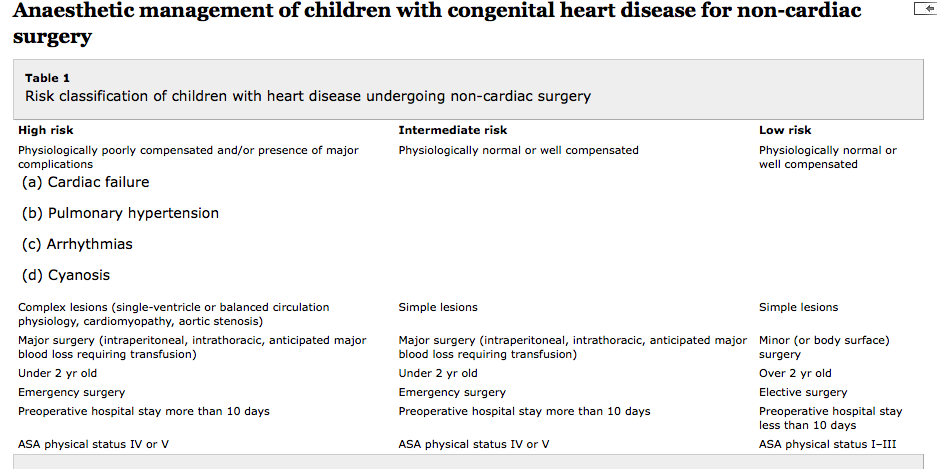 Anaesthetic management of children with congenital heart disease for non-cardiac
surgery
Table 1
Risk classification of children with heart disease undergoing non-cardiac surgery
High risk Intermediate risk Low risk
Physiologically poorly compensated and/or presence of major Physiologically normal or well compensated Physiologically normal or
complications well compensated
(a) Cardiac failure
(b) Pulmonary hypertension
(c) Arrhythmias
(d) Cyanosis
Complex lesions (single-ventricle or balanced circulation Simple lesions Simple lesions
physiology, cardiomyopathy, aortic stenosis)
Major surgery (intraperitoneal, intrathoracic, anticipated major Major surgery (intraperitoneal, intrathoracic, anticipated major Minor (or body surface)
blood loss requiring transfusion) blood loss requiring transfusion) surgery
Under 2 yr old Under 2 yr old Over 2 yr old
Emergency surgery Emergency surgery Elective surgery
Preoperative hospital stay more than 10 days Preoperative hospital stay more than 10 days Preoperative hospital stay
less than 10 days
ASA physical status IV or V ASA physical status IV or V ASA physical status I–III